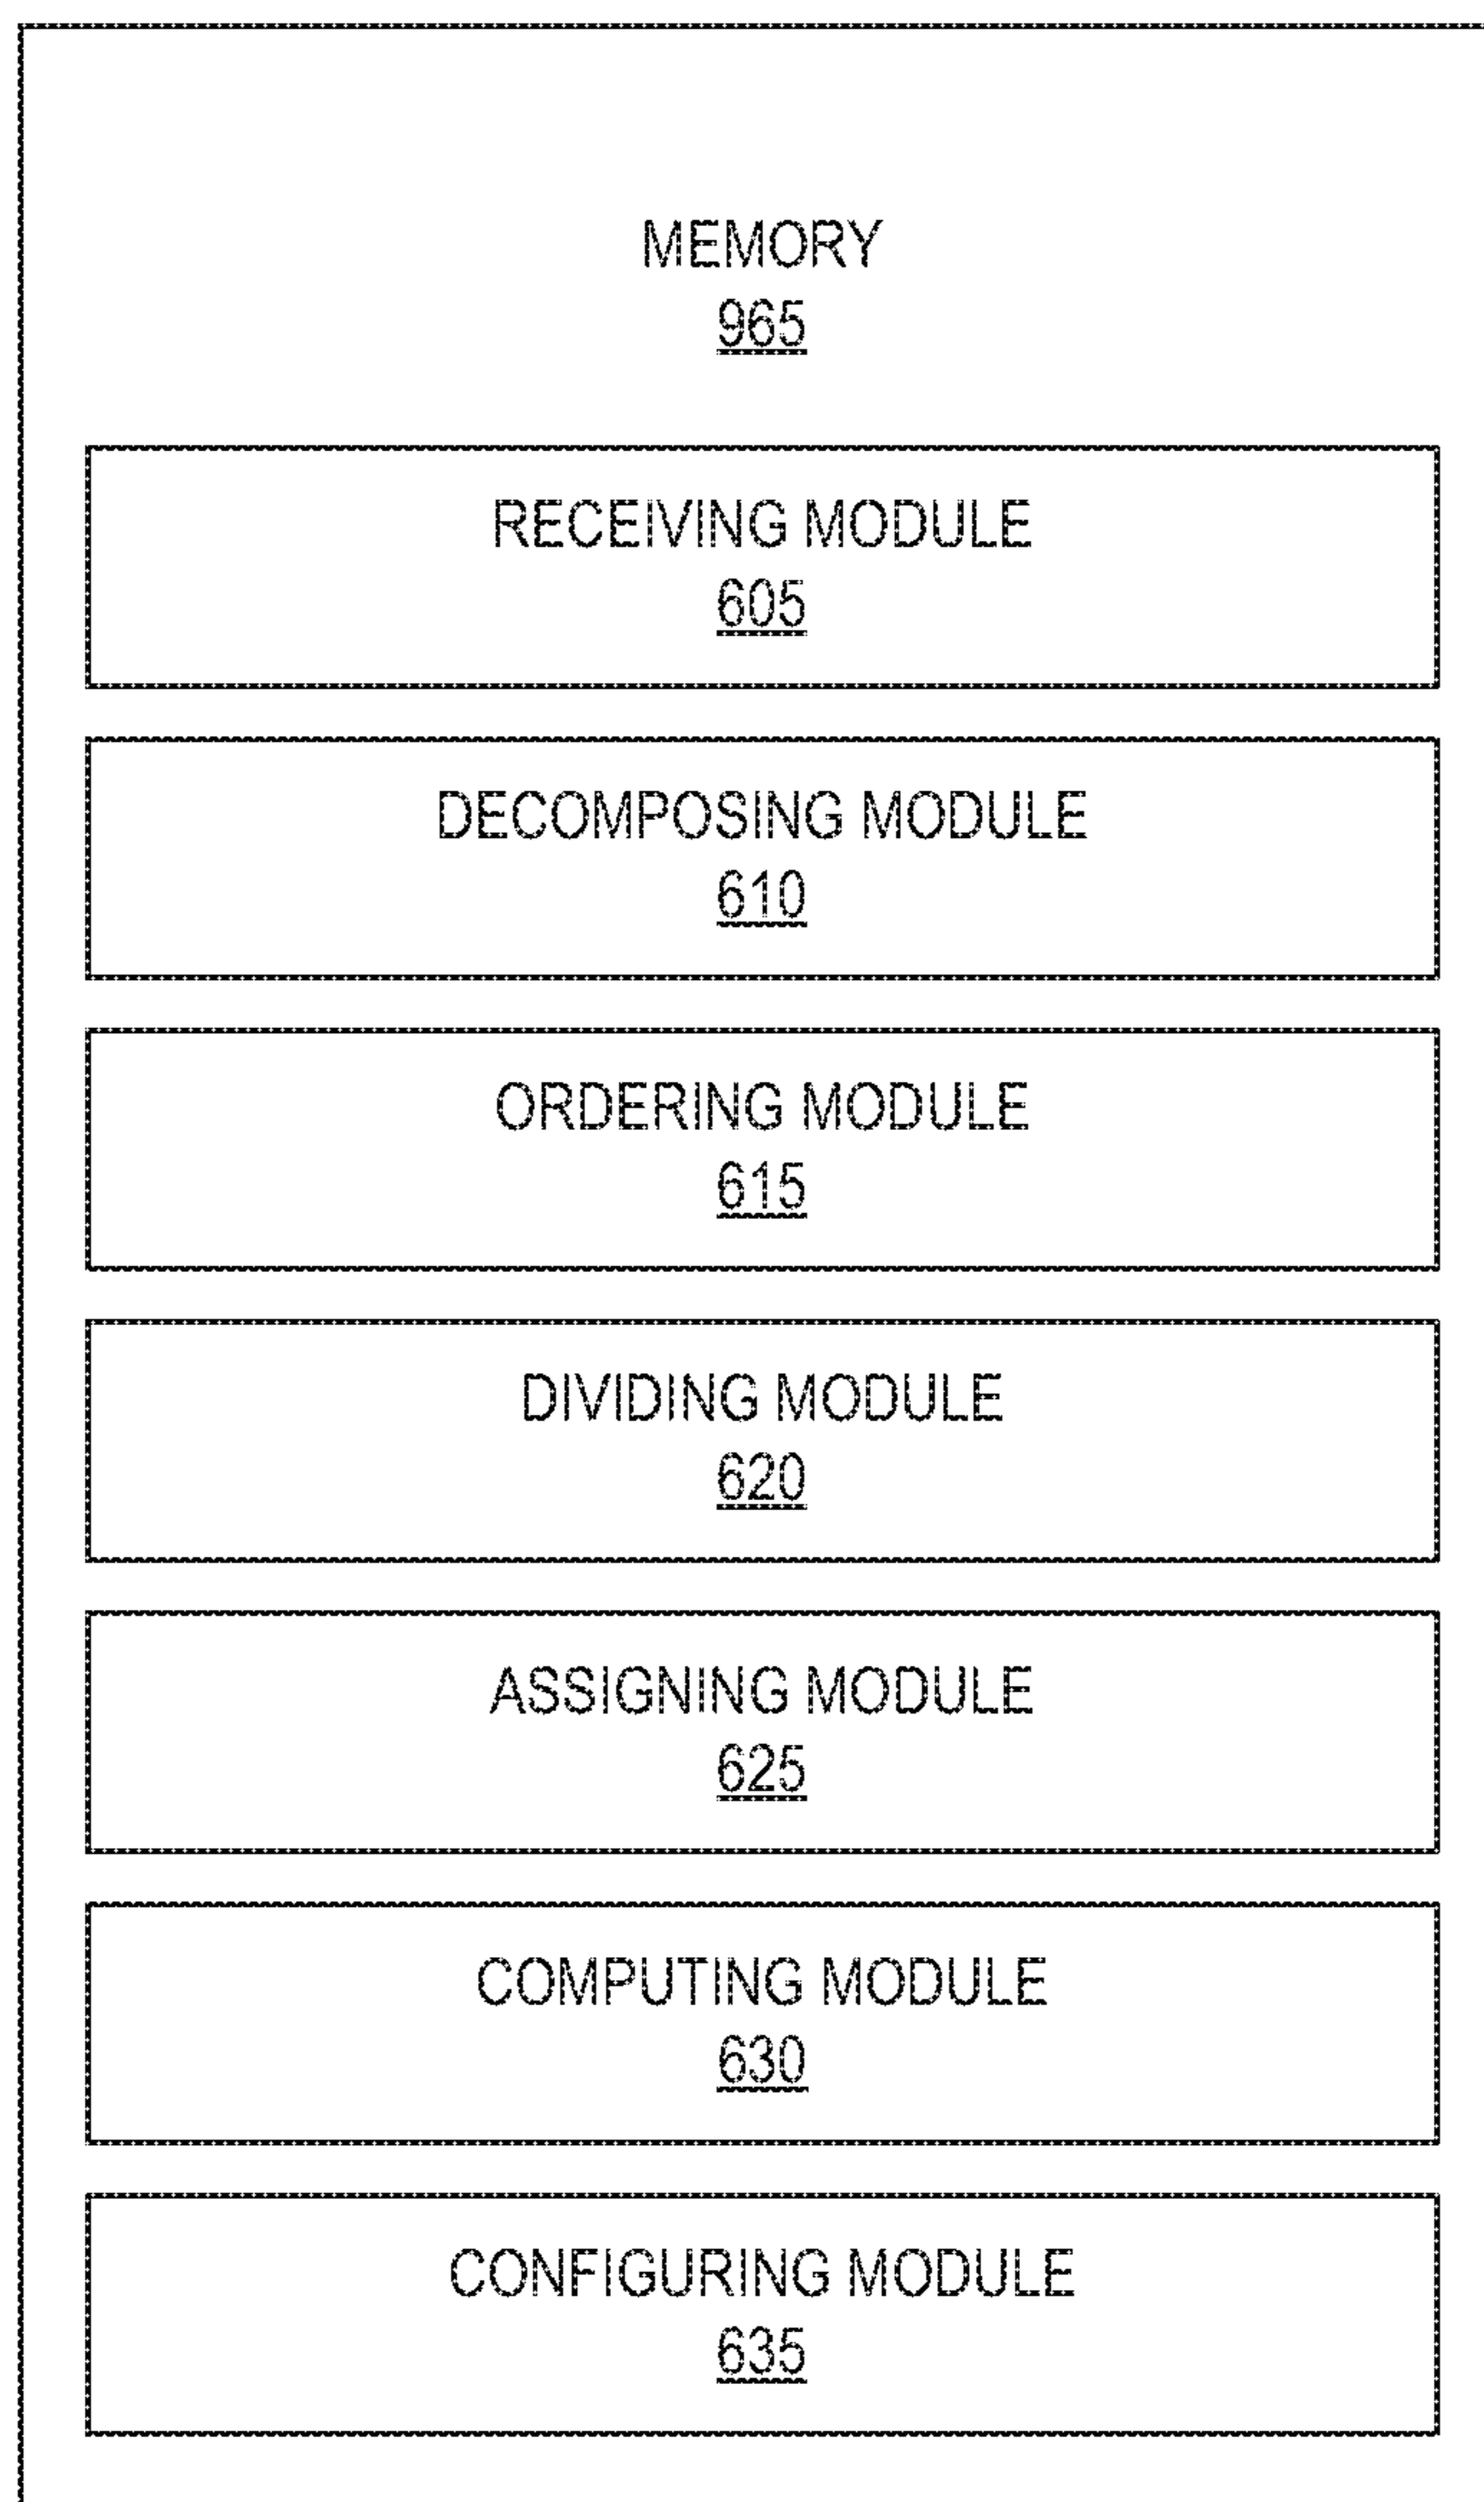 MEMORY
965
RECEIVING MODULE
605
DECOMPOSING MODULE
610
ORDERING MODULE
615
DIVIDING MODULE
620
ASSIGNING MODULE
625
COMPUTING MODULE
630
CONFIGURING MODULE
635